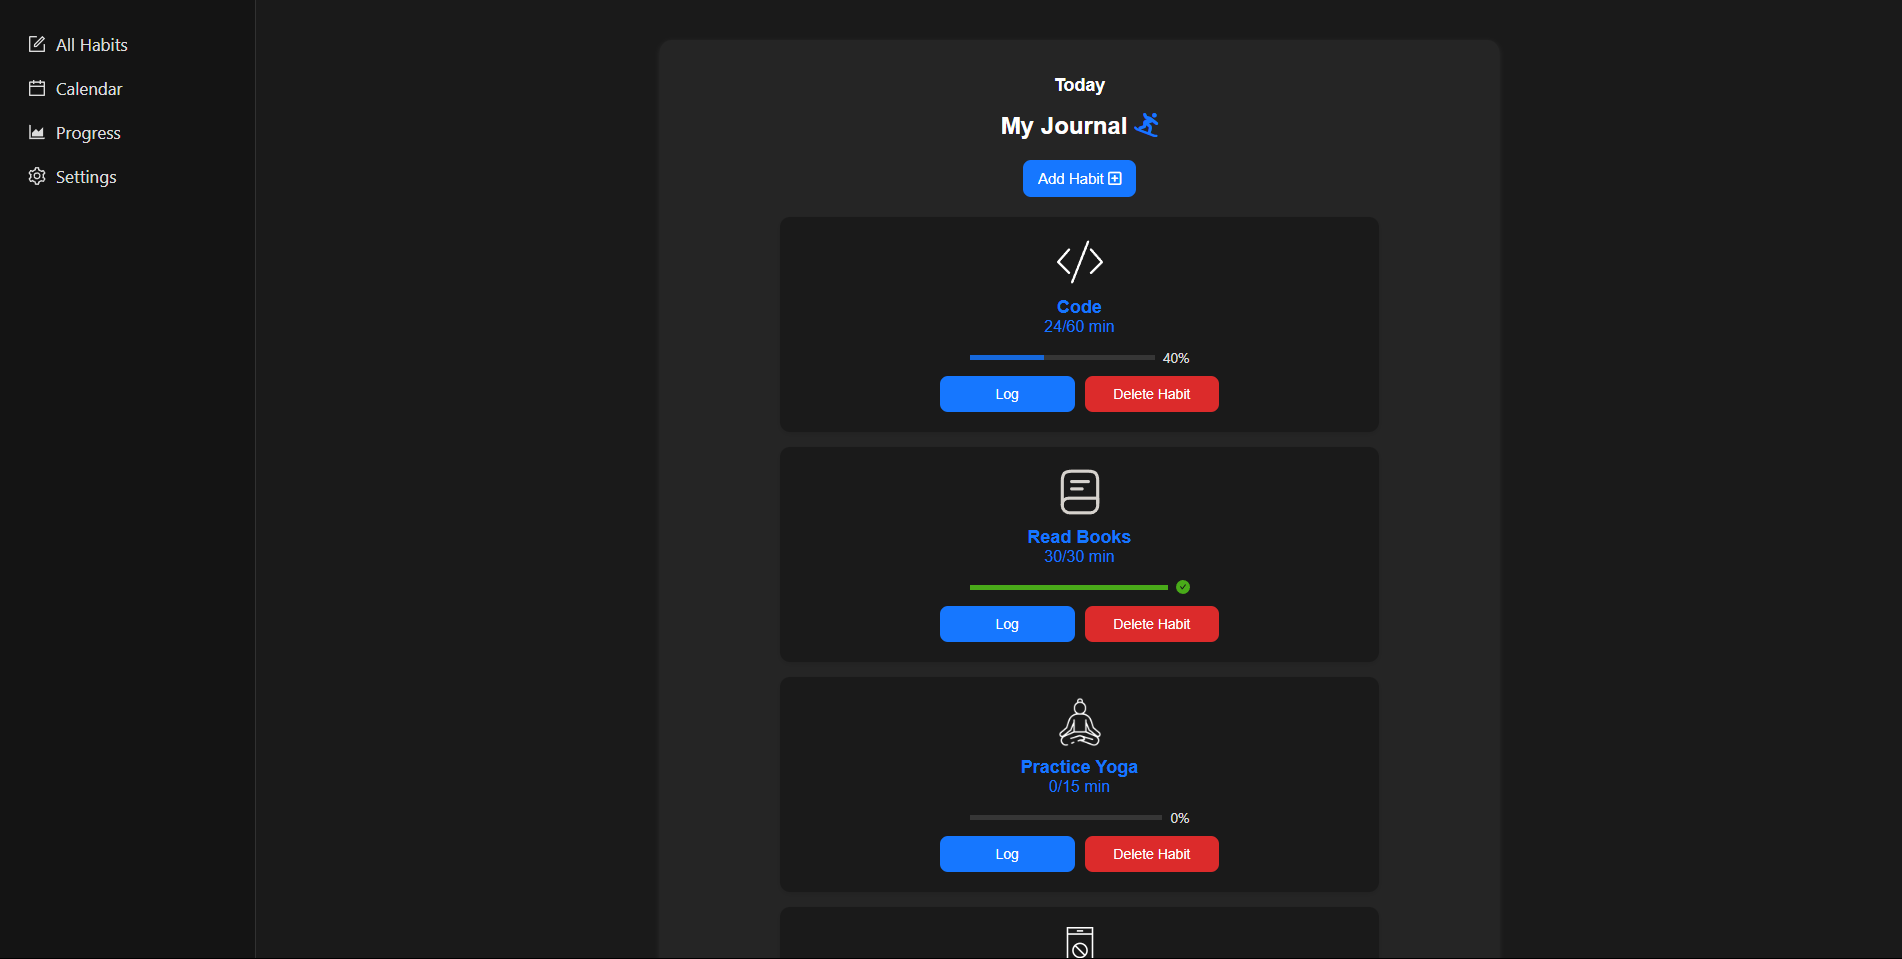 All Habits
Calendar
Progress
Settings
Today
My Journal
Add Habit
Code
24/60 min
40%
Log
Delete Habit
Read Books
30/30 min
Log
Delete Habit
Practice Yoga
0/15 min
0%
Log
Delete Habit